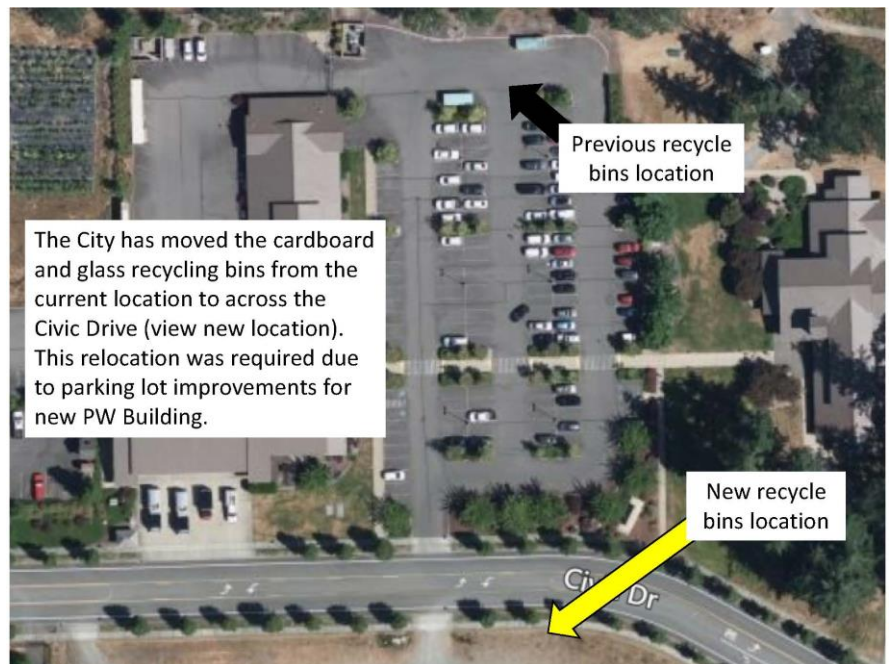 Previous recycle
bins location
The City has moved the cardboard
and glass recycling bins from the
current location to across the
Civic Drive (view new location).
This relocation was required due
to parking lot improvements for
new PW Building.
New recycle
bins location
Dr